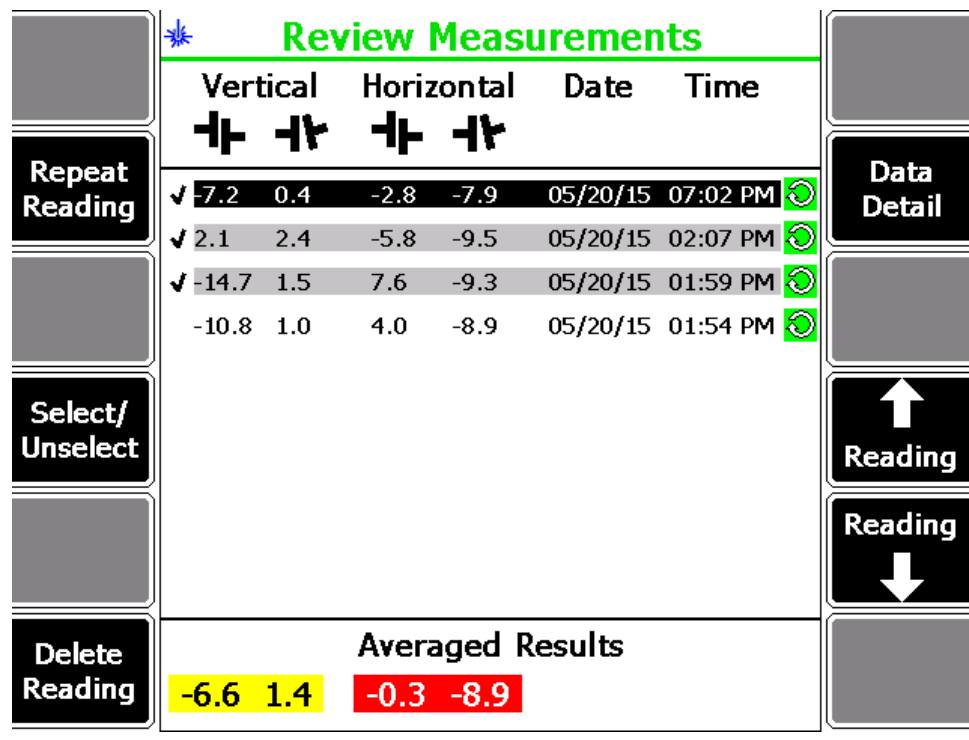 Review Measurements
Vertical Horizontal Date Time
Repeat
Reading
Data
Detail
-7.2 0.4 -2.8 -7.9 05/20/15 07:02 PM
2.1 2.4 -5.8 -9.5 05/20/15 02:07 PM
-14.7 1.5 7.6 -9.3 05/20/15 01:59 PM
-10.8 1.0 4.0 -8.9 05/20/15 01:54 PM
Select/
Unselect
Reading
Reading
Delete
Reading
Averaged Results
-6.6 1.4 -0.3 -8.9